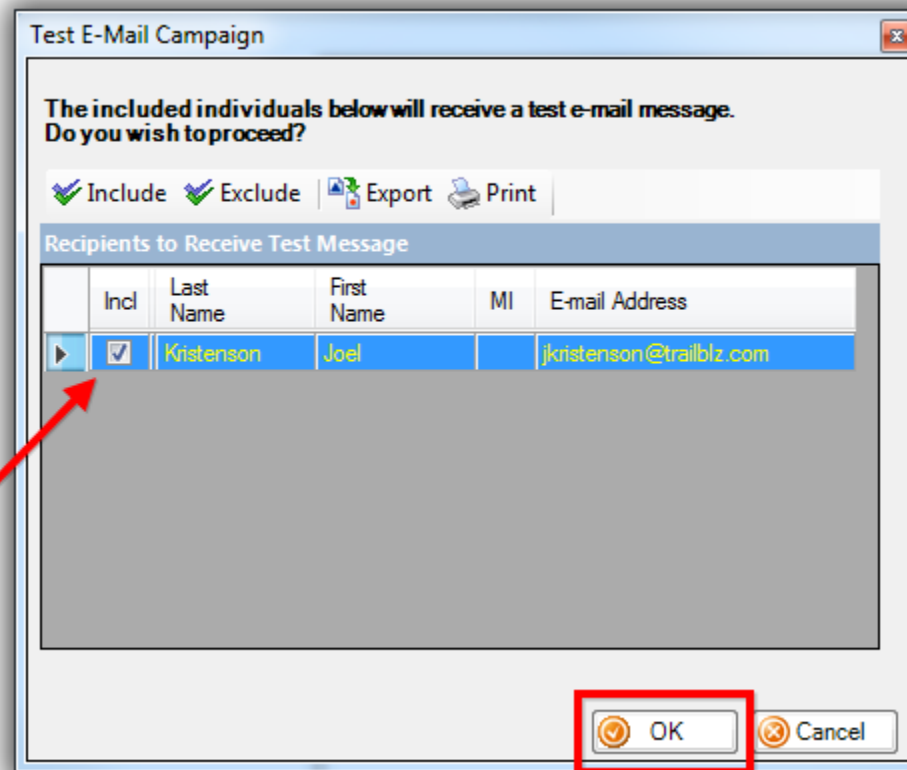 Test E-Mail Campaign
The included individuals below will receive a test e-mail message.
Do you wish to proceed?
Include Exclude Export Print
Recipients to Receive Test Message
Incl Last Name First Name MI E-mail Address
Kristenson Joel jkristenson@trailblz.com
OK Cancel